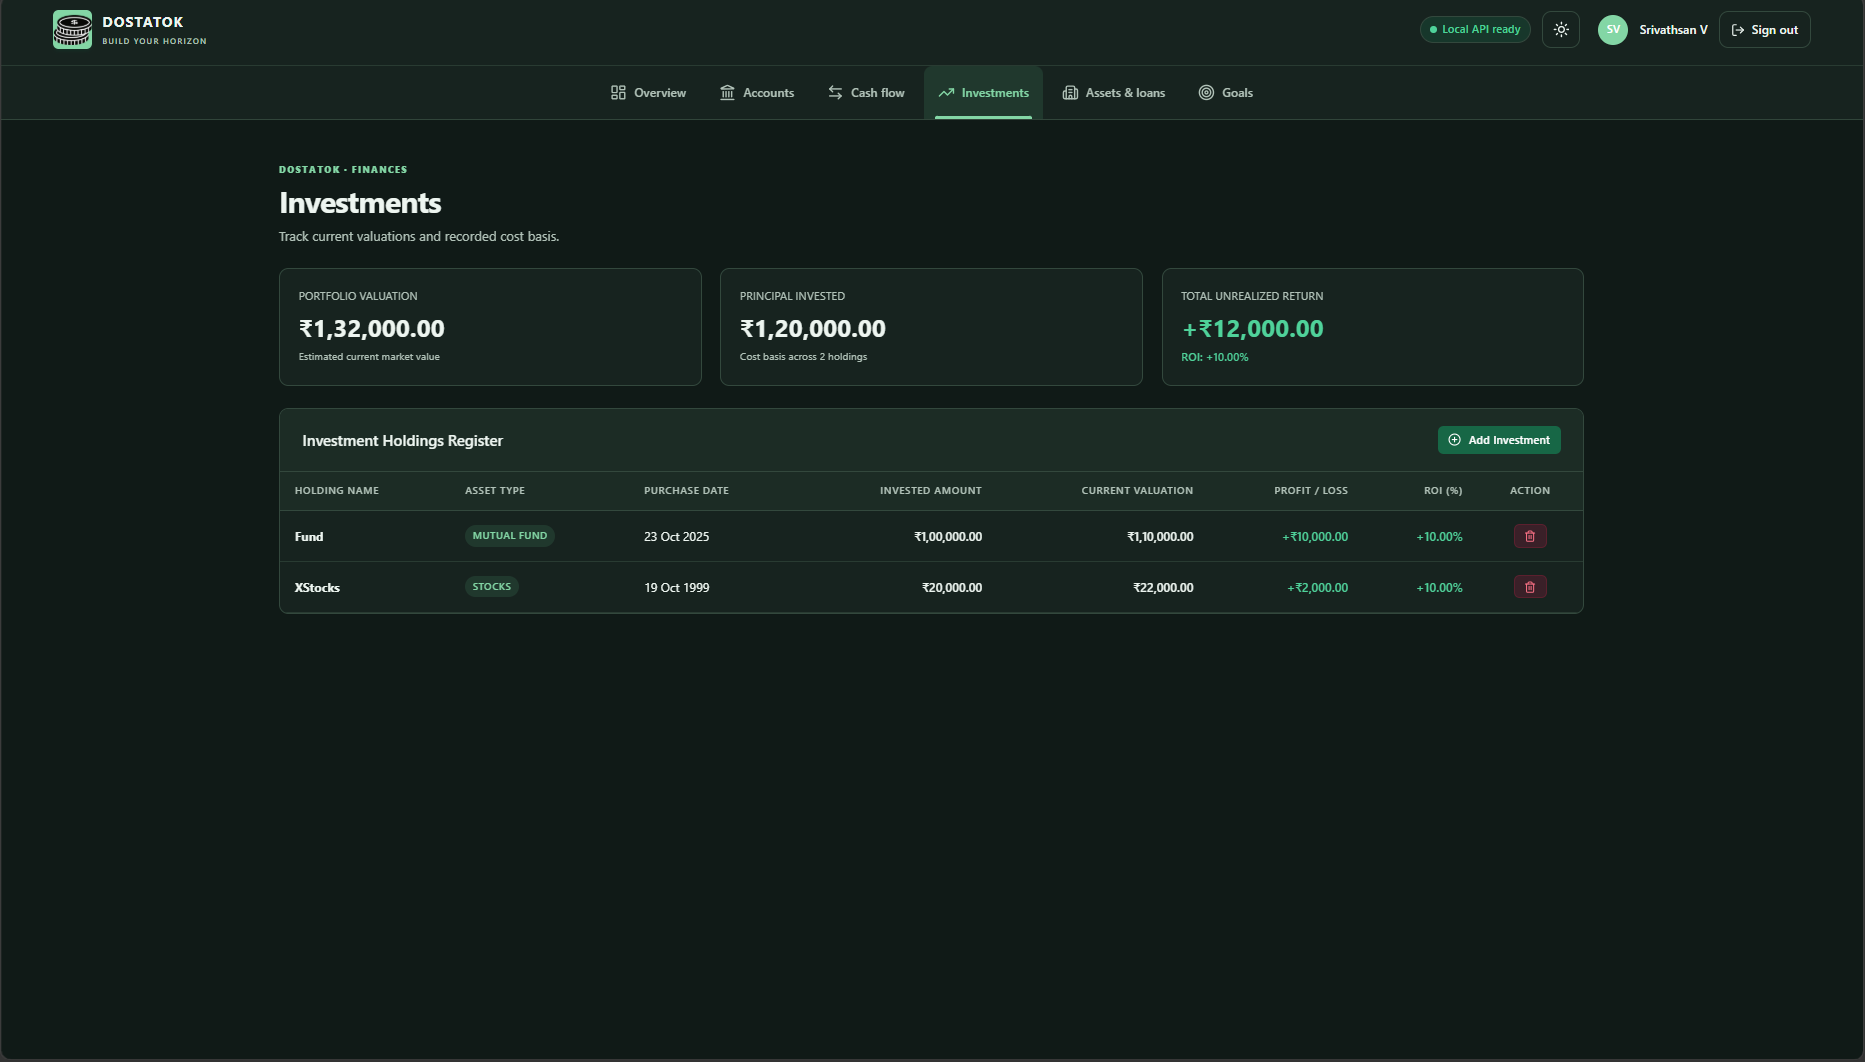 DOSTATOK
BUILD YOUR HORIZON
Local API ready
SV
Srivathsan V
Sign out
Overview
Accounts
Cash flow
Investments
Assets & loans
Goals
DOSTATOK · FINANCES
Investments
Track current valuations and recorded cost basis.
PORTFOLIO VALUATION
₹1,32,000.00
Estimated current market value
PRINCIPAL INVESTED
₹1,20,000.00
Cost basis across 2 holdings
TOTAL UNREALIZED RETURN
+₹12,000.00
ROI: +10.00%
Investment Holdings Register
Add Investment
HOLDING NAME ASSET TYPE PURCHASE DATE INVESTED AMOUNT CURRENT VALUATION PROFIT / LOSS ROI (%) ACTION
Fund MUTUAL FUND 23 Oct 2025 ₹1,00,000.00 ₹1,10,000.00 +₹10,000.00 +10.00%
XStocks STOCKS 19 Oct 1999 ₹20,000.00 ₹22,000.00 +₹2,000.00 +10.00%